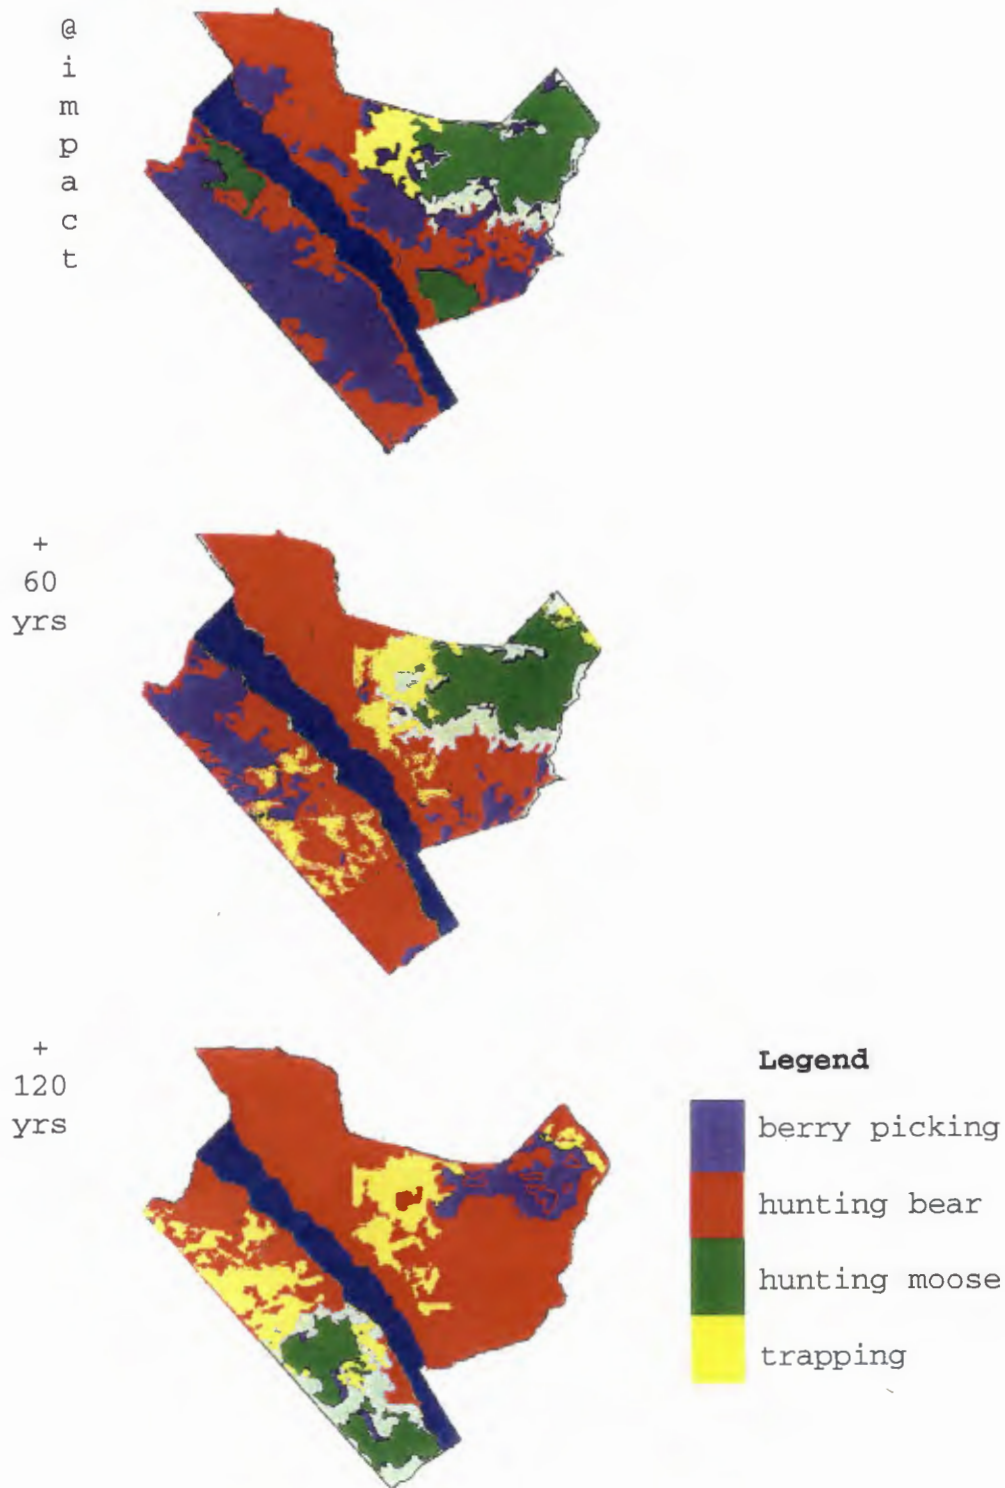 @
i
m
p
a
c
t
+
60
yrs
+
120
yrs
Legend
berry picking
hunting bear
hunting moose
trapping